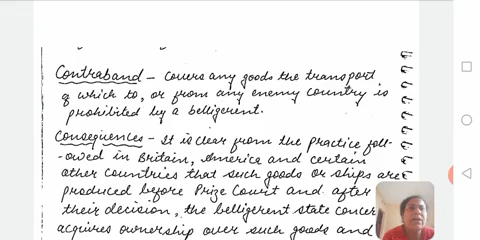 Contraband - Covers any goods the transport
of which to, or from any enemy country is
prohibited by a belligerent.
Consequences - It is clear from the practice foll-
-owed in Britain, America and certain
other countries that such goods or ships are
produced before Prize Court and after
their decision, the belligerent state concer
acquires ownership over such goods and